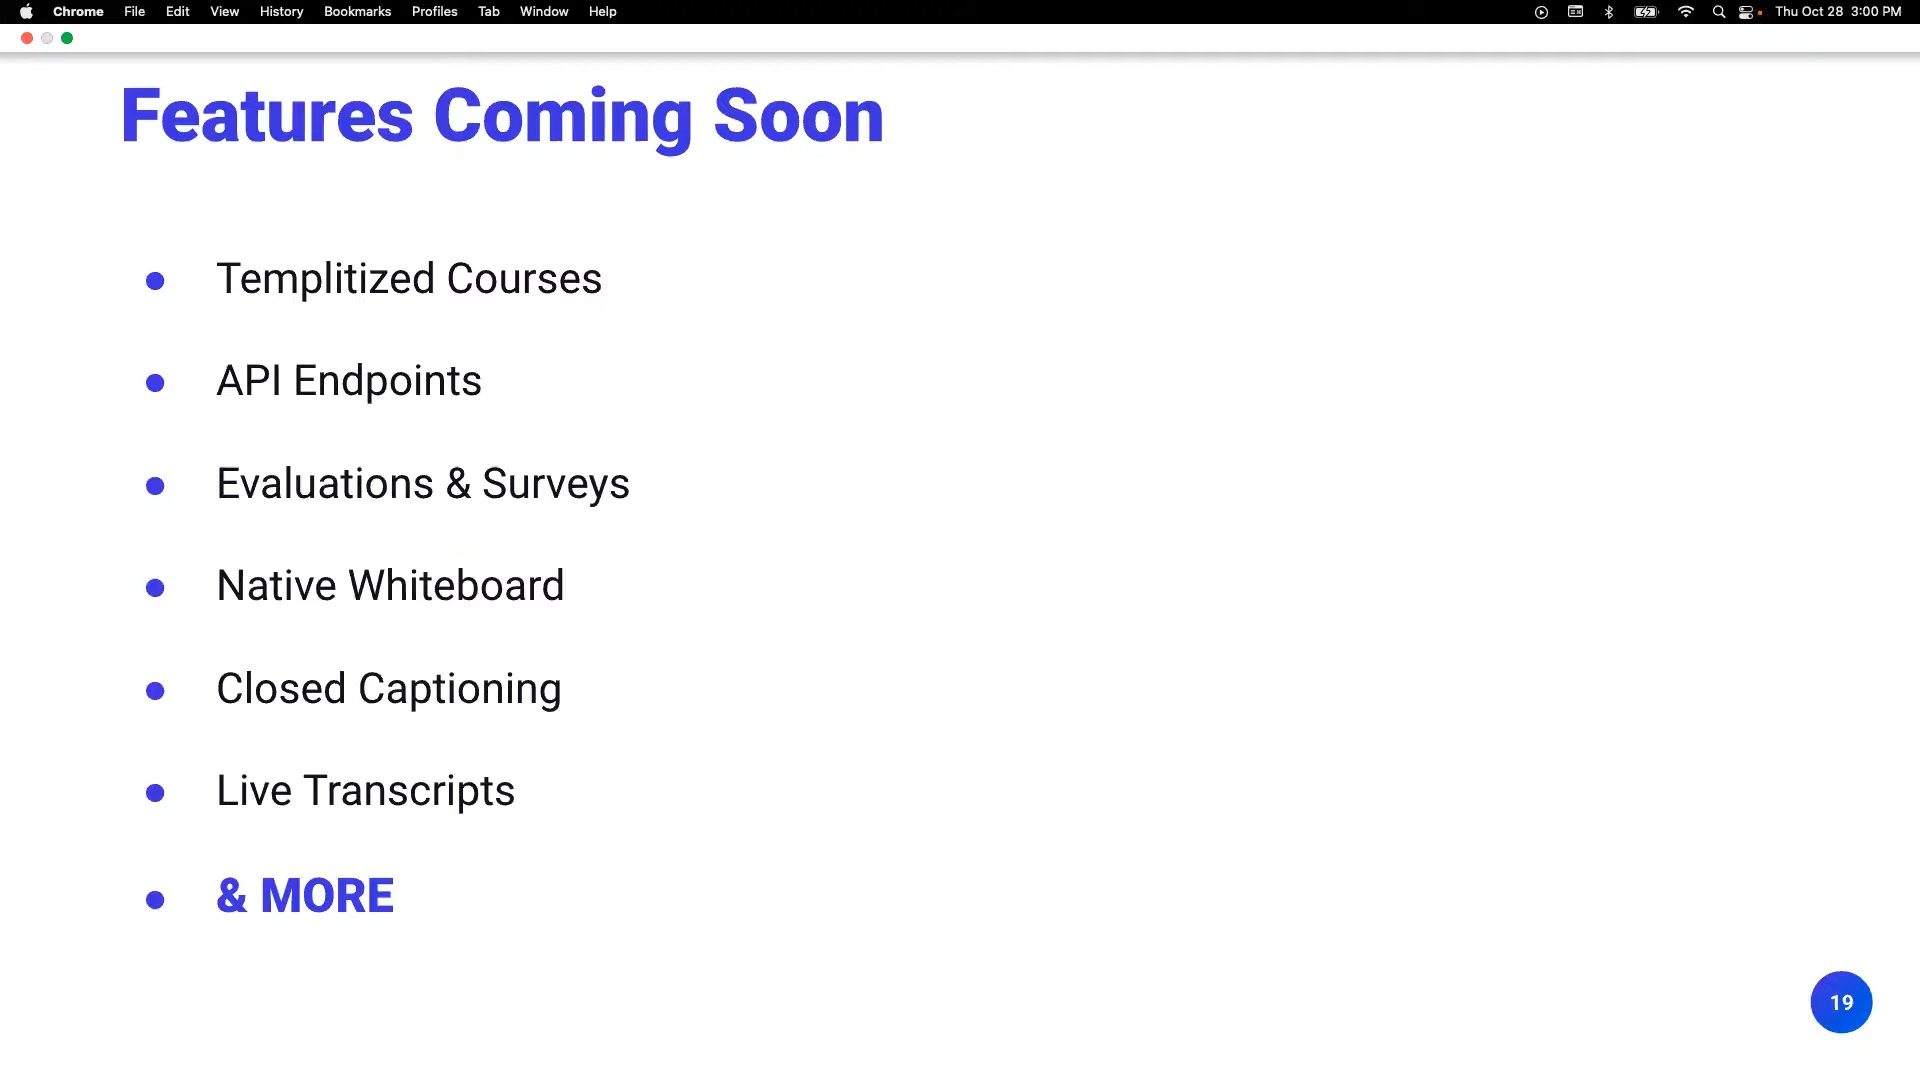 Chrome File Edit View History Bookmarks Profiles Tab Window Help Thu Oct 28 3:00 PM
Features Coming Soon
Templitized Courses
API Endpoints
Evaluations & Surveys
Native Whiteboard
Closed Captioning
Live Transcripts
& MORE
19